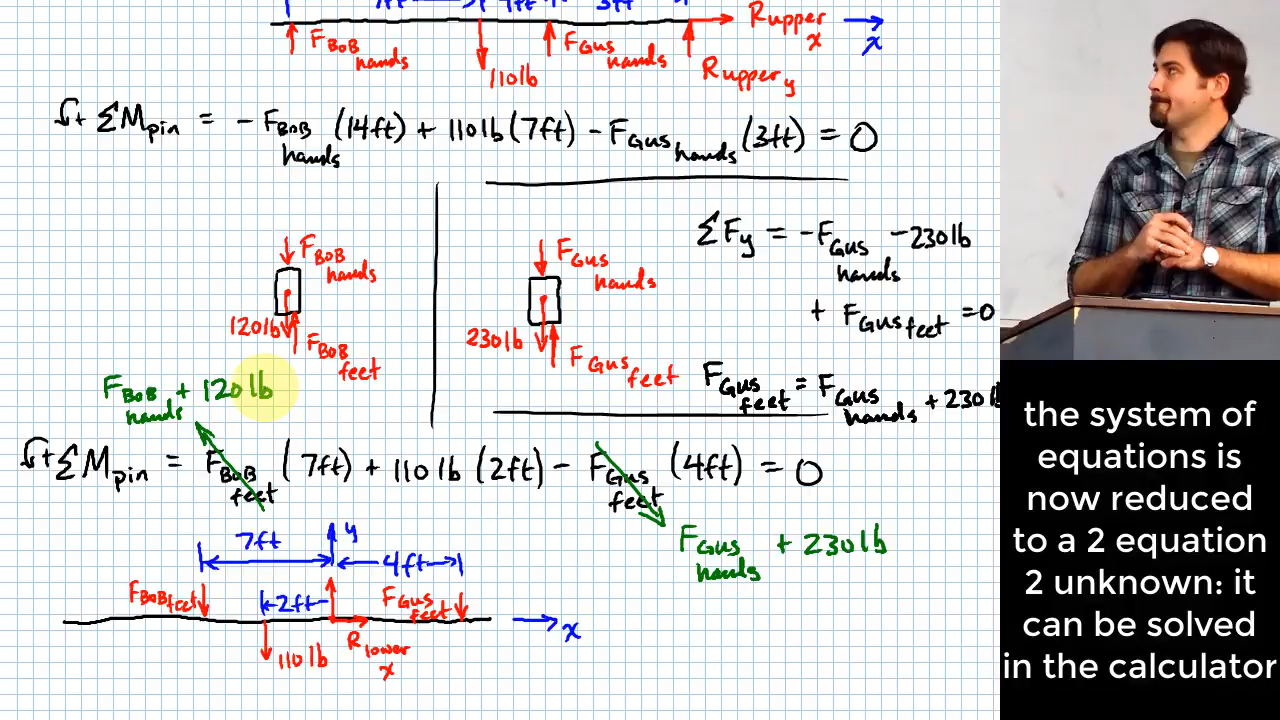 R upper x
x
F Bob hands
110lb
F Gus hands
R upper y
3ft
+ ΣM pin = - F BoB hands (14ft) + 110lb (7ft) - F Gus hands (3ft) = 0
F BoB hands
120lb
F BoB feet
F Gus hands
230lb
F Gus feet
ΣFy = -F Gus hands -230lb
+ F Gus feet =0
F Gus feet = F Gus hands + 230 l
F BoB hands + 120lb
+ ΣM pin = F BoB feet (7ft) + 110lb (2ft) - F Gus feet (4ft) = 0
F Gus hands + 230lb
7ft
y
4ft
F BoB feet
2ft
F Gus feet
x
110lb
R lower x
the system of
equations is
now reduced
to a 2 equation
2 unknown: it
can be solved
in the calculator